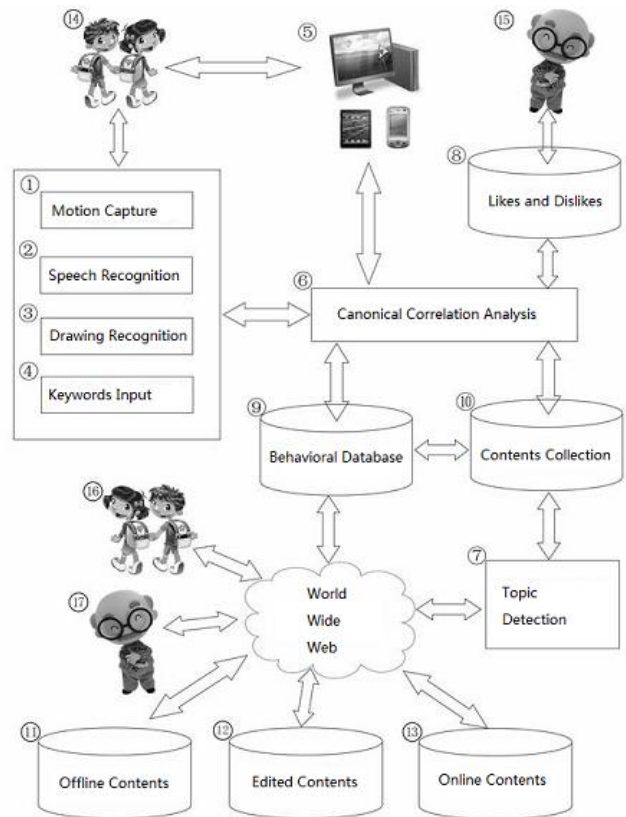 ⑭
⑤
⑮
⑧
Likes and Dislikes
①
Motion Capture
②
Speech Recognition
③
Drawing Recognition
④
Keywords Input
⑥
Canonical Correlation Analysis
⑨
Behavioral Database
⑩
Contents Collection
⑯
⑦
Topic
Detection
World
Wide
Web
⑰
⑪
Offline Contents
⑫
Edited Contents
⑬
Online Contents